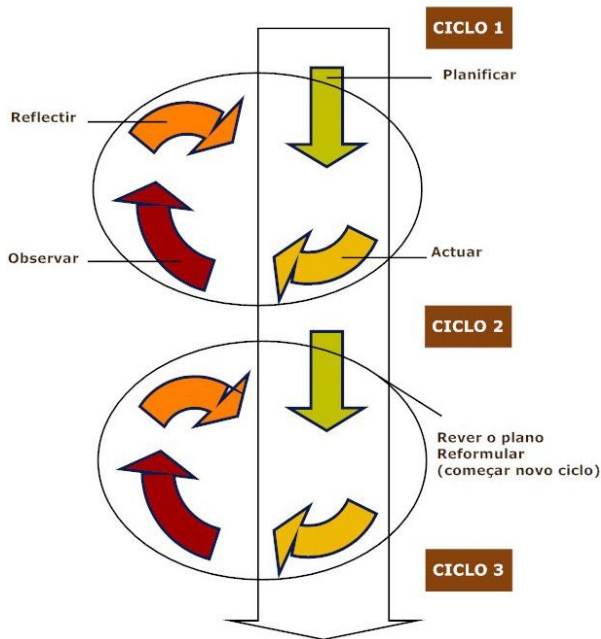 CICLO 1
Planificar
Reflectir
Observar
Actuar
CICLO 2
Rever o plano
Reformular
(começar novo ciclo)
CICLO 3